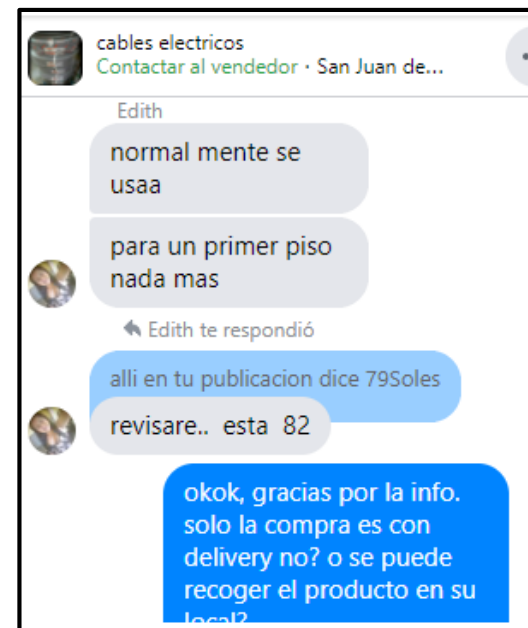 cables electricos
Contactar al vendedor · San Juan de...
Edith
normal mente se
usaa
para un primer piso
nada mas
Edith te respondió
alli en tu publicacion dice 79Soles
revisare.. esta 82
okok, gracias por la info.
solo la compra es con
delivery no? o se puede
recoger el producto en su
local?